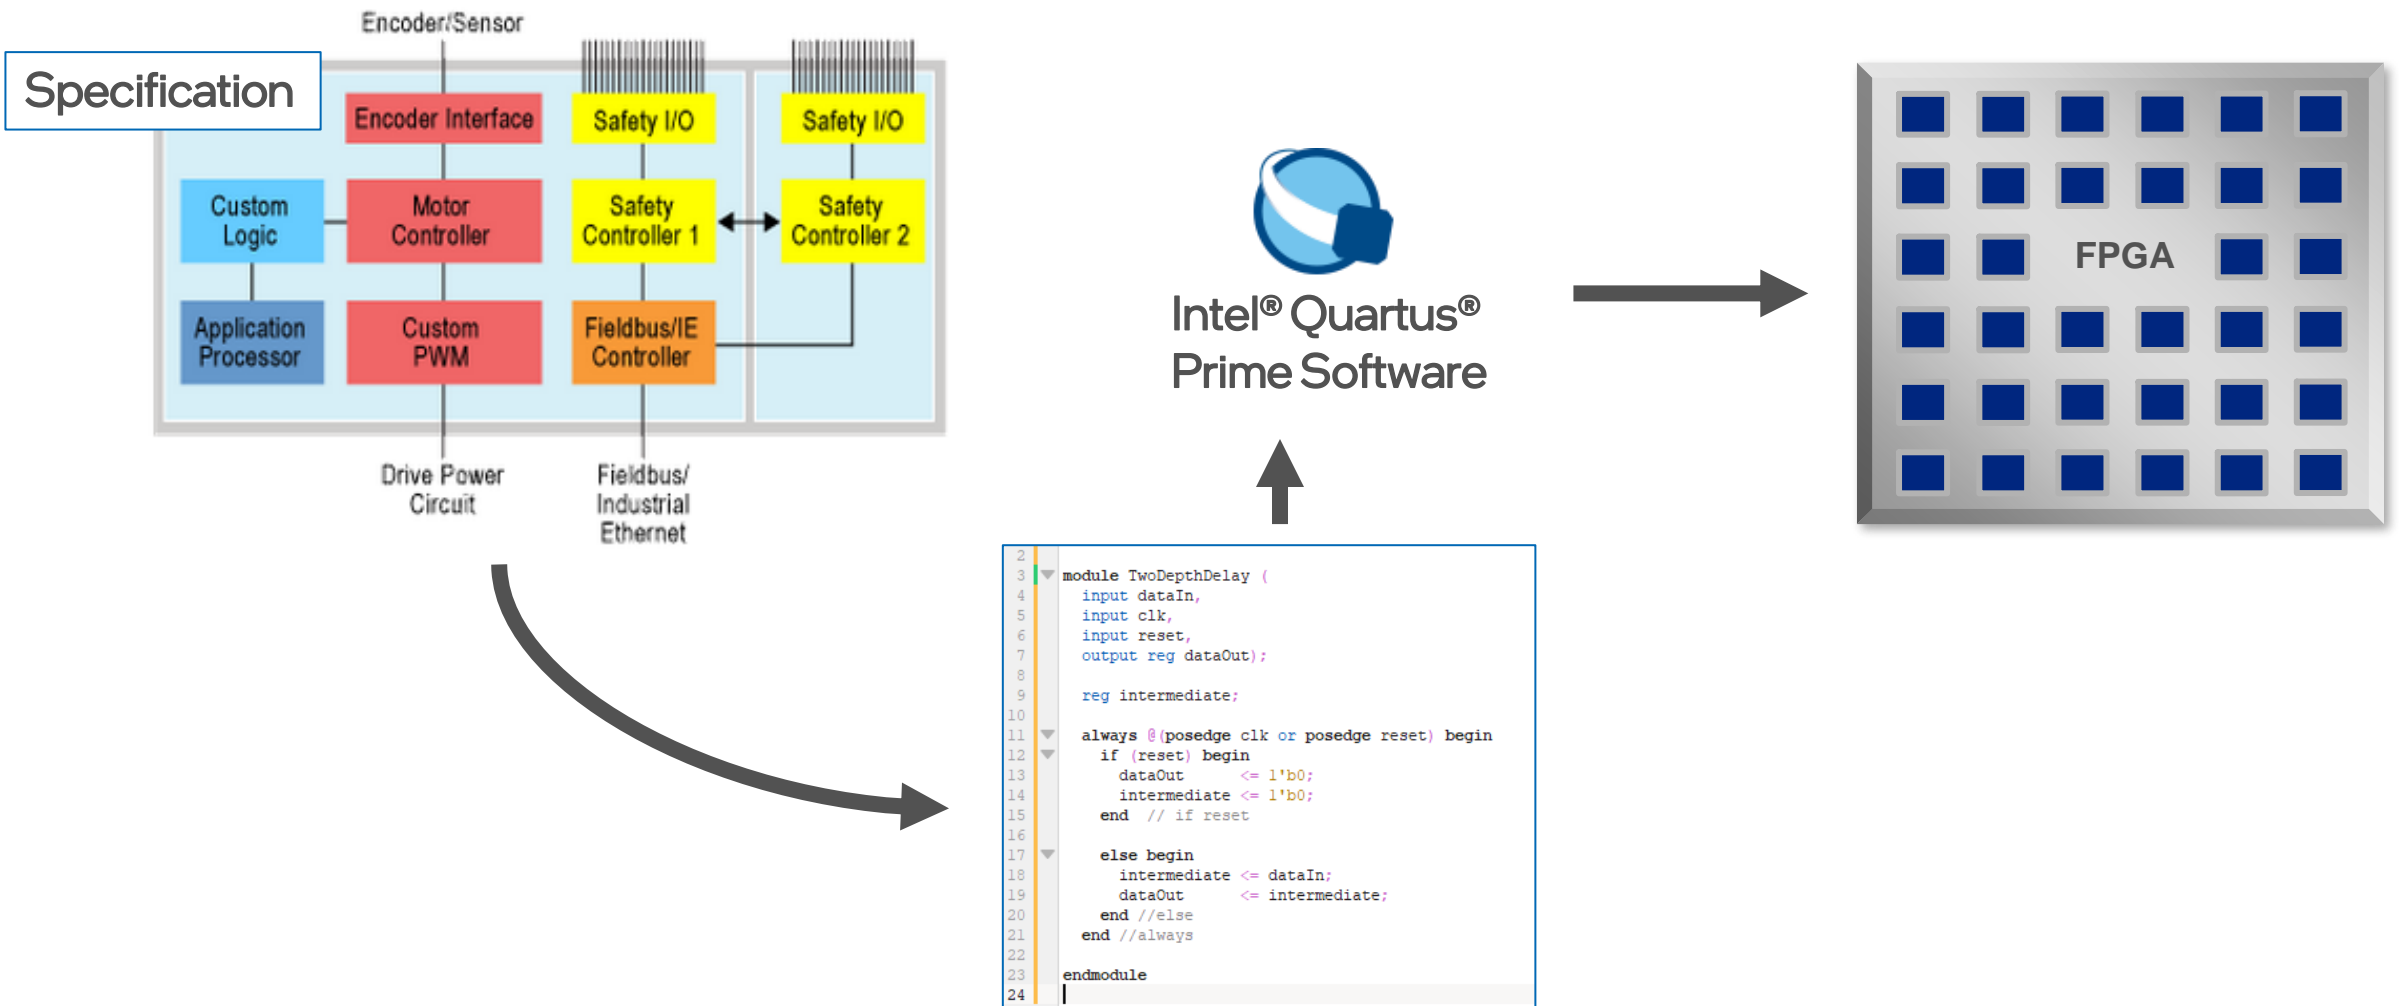 Encoder/Sensor
Specification
Encoder Interface
Safety I/O
Safety I/O
Custom
Logic
Motor
Controller
Safety
Controller 1
Safety
Controller 2
Application
Processor
Custom
PWM
Fieldbus/IE
Controller
Drive Power
Circuit
Fieldbus/
Industrial
Ethernet
Intel® Quartus®
Prime Software
FPGA
2
3 module TwoDepthDelay (
4 input dataIn,
5 input clk,
6 input reset,
7 output reg dataOut);
8
9 reg intermediate;
10
11 always @(posedge clk or posedge reset) begin
12 if (reset) begin
13 dataOut <= 1'b0;
14 intermediate <= 1'b0;
15 end // if reset
16
17 else begin
18 intermediate <= dataIn;
19 dataOut <= intermediate;
20 end //else
21 end //always
22
23 endmodule
24